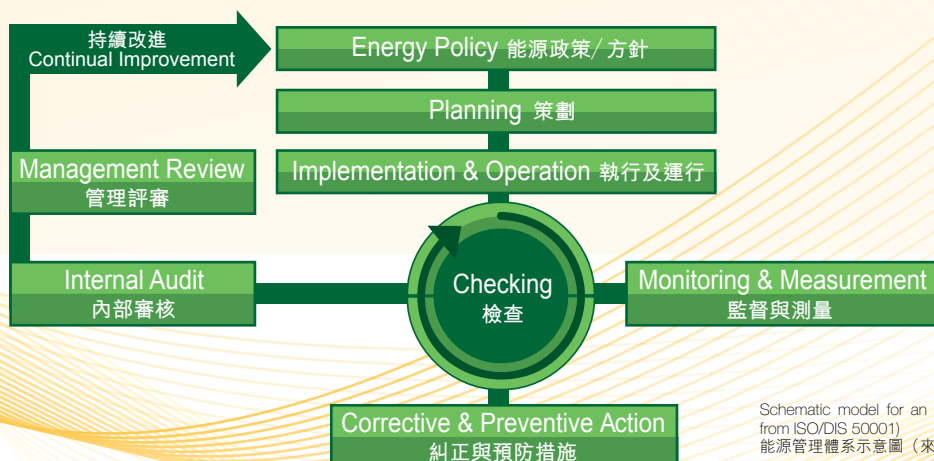 持續改進
Continual Improvement
Energy Policy 能源政策/方針
Planning 策劃
Management Review
管理評審
Implementation & Operation 執行及運行
Internal Audit
內部審核
Checking
檢查
Monitoring & Measurement
監督與測量
Corrective & Preventive Action
糾正與預防措施
Schematic model for an
from ISO/DIS 50001)
能源管理體系示意圖（來